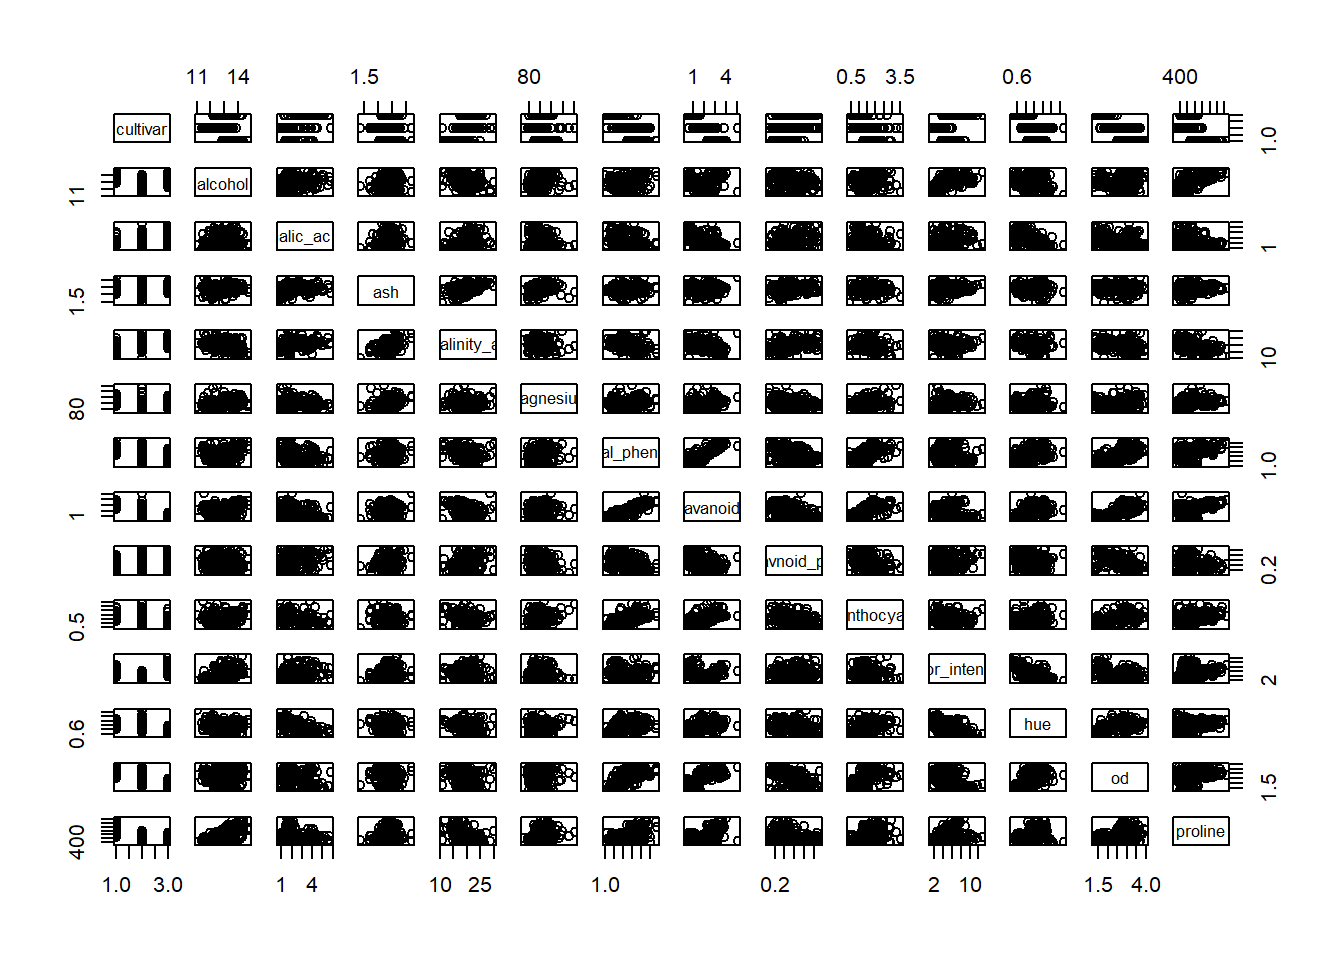 11 14 1.5 80 1 4 0.5 3.5 0.6 400
cultivar 1.0
11 alcohol
alic_ac 1
1.5 ash
alinity_a 10
80 agnesiu
al_phen 1.0
1 avanoid
avnoid_p 0.2
0.5 nthocya
or_inten 2
0.6 hue
od 1.5
400 proline
1.0 3.0 1 4 10 25 1.0 0.2 2 10 1.5 4.0